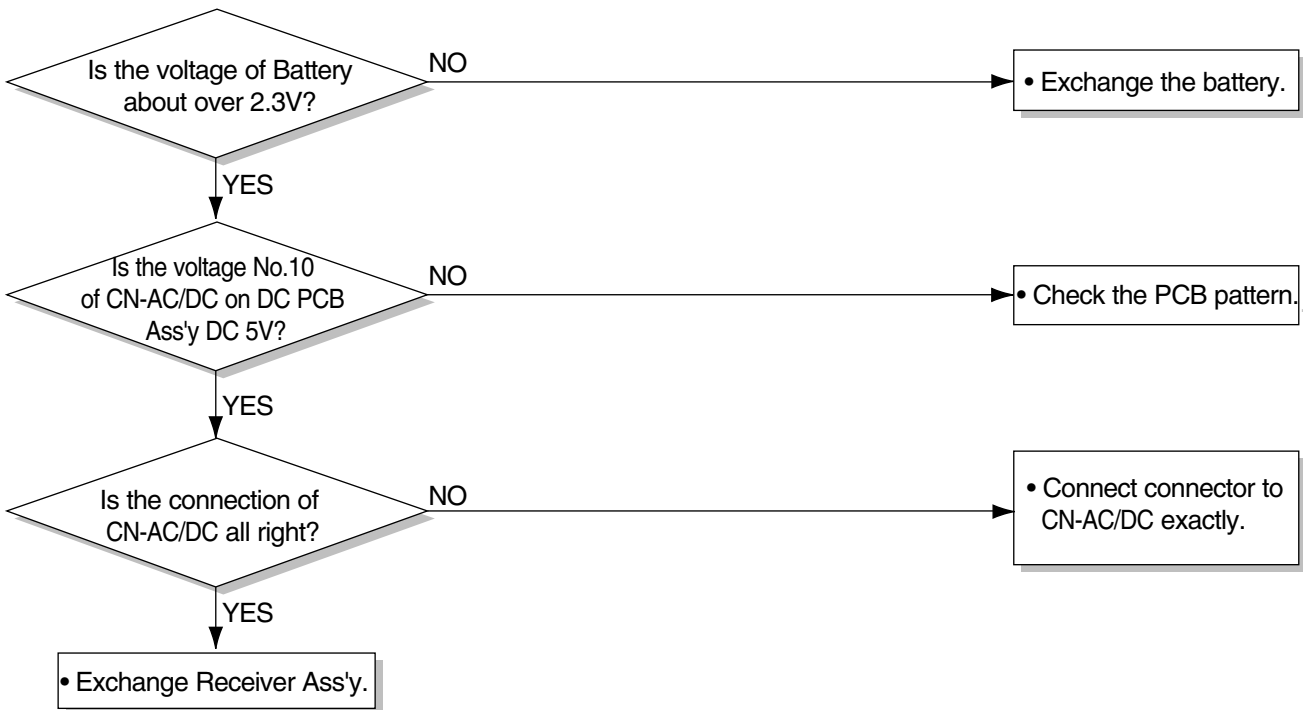 Is the voltage of Battery
about over 2.3V?
NO
• Exchange the battery.
YES
Is the voltage No.10
of CN-AC/DC on DC PCB
Ass'y DC 5V?
NO
• Check the PCB pattern.
YES
Is the connection of
CN-AC/DC all right?
NO
• Connect connector to
CN-AC/DC exactly.
YES
• Exchange Receiver Ass'y.